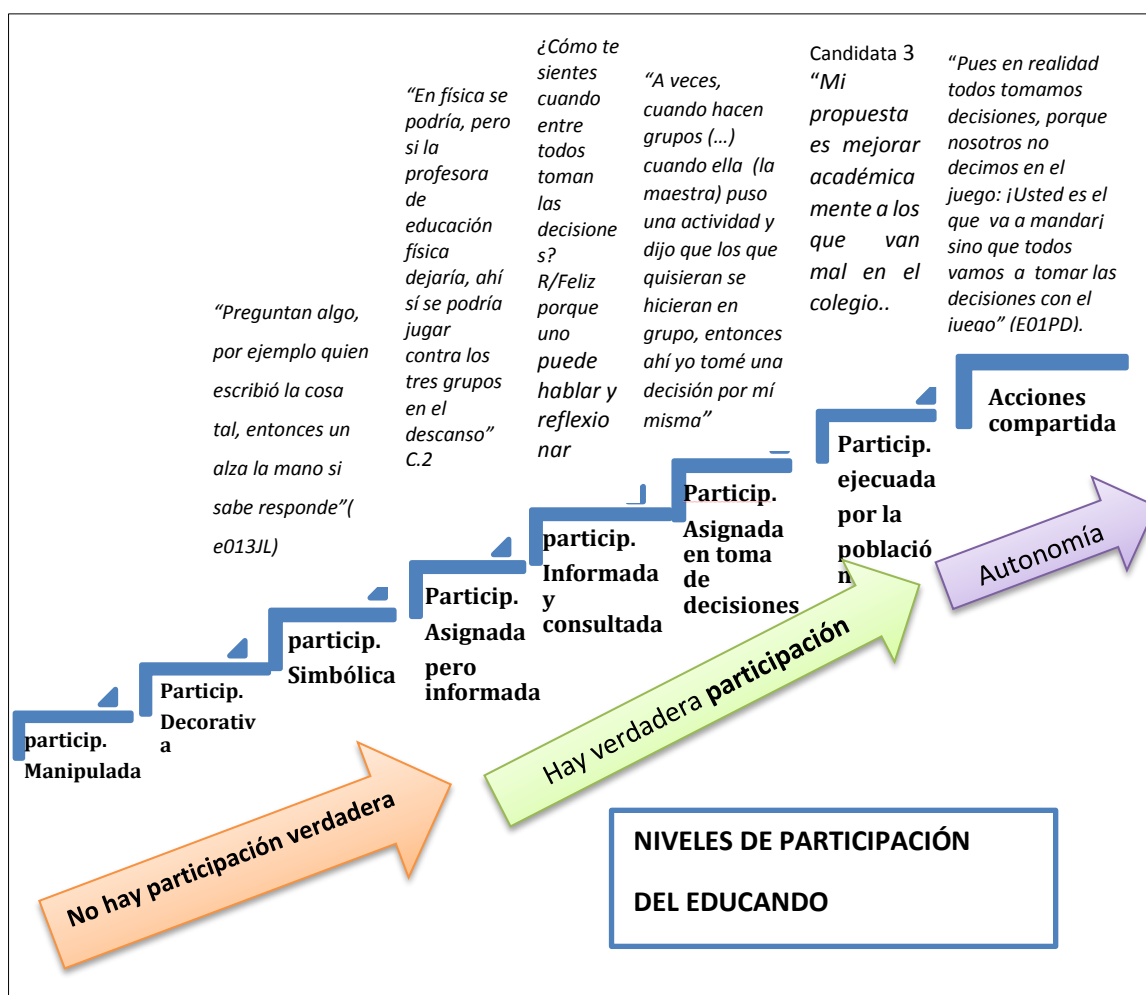 “Preguntan algo,
por ejemplo quien
escribió la cosa
tal, entonces un
alza la mano si
sabe responde”(
e013JL)
“En física se
podría, pero
si la
profesora
de
educación
física
dejaría, ahí
sí se podría
jugar
contra los
tres grupos
en el
descanso”
C.2
¿Cómo te
sientes
cuando
entre
todos
toman
las
decisione
s?
R/Feliz
porque
uno
puede
hablar y
reflexio
nar
“A veces,
cuando hacen
grupos (…)
cuando ella (la
maestra) puso
una actividad y
dijo que los que
quisieran se
hicieran en
grupo, entonces
ahí yo tomé una
decisión por mí
misma”
Candidata 3
“Mi
propuesta
es mejorar
académica
mente a los
que van
mal en el
colegio..
“Pues en realidad
todos tomamos
decisiones, porque
nosotros no
decimos en el
juego: ¡Usted es el
que va a mandar¡
sino que todos
vamos a tomar las
decisiones con el
juego” (E01PD).
particip.
Manipulada
Particip.
Decorativ
a
particip.
Simbólica
Particip.
Asignada
pero
informada
particip.
Informada
y
consultada
Particip.
Asignada
en toma
de
decisiones
Particip.
ejecuada
por la
població
n
Acciones
compartida
No hay participación verdadera
Hay verdadera participación
Autonomía
NIVELES DE PARTICIPACIÓN
DEL EDUCANDO